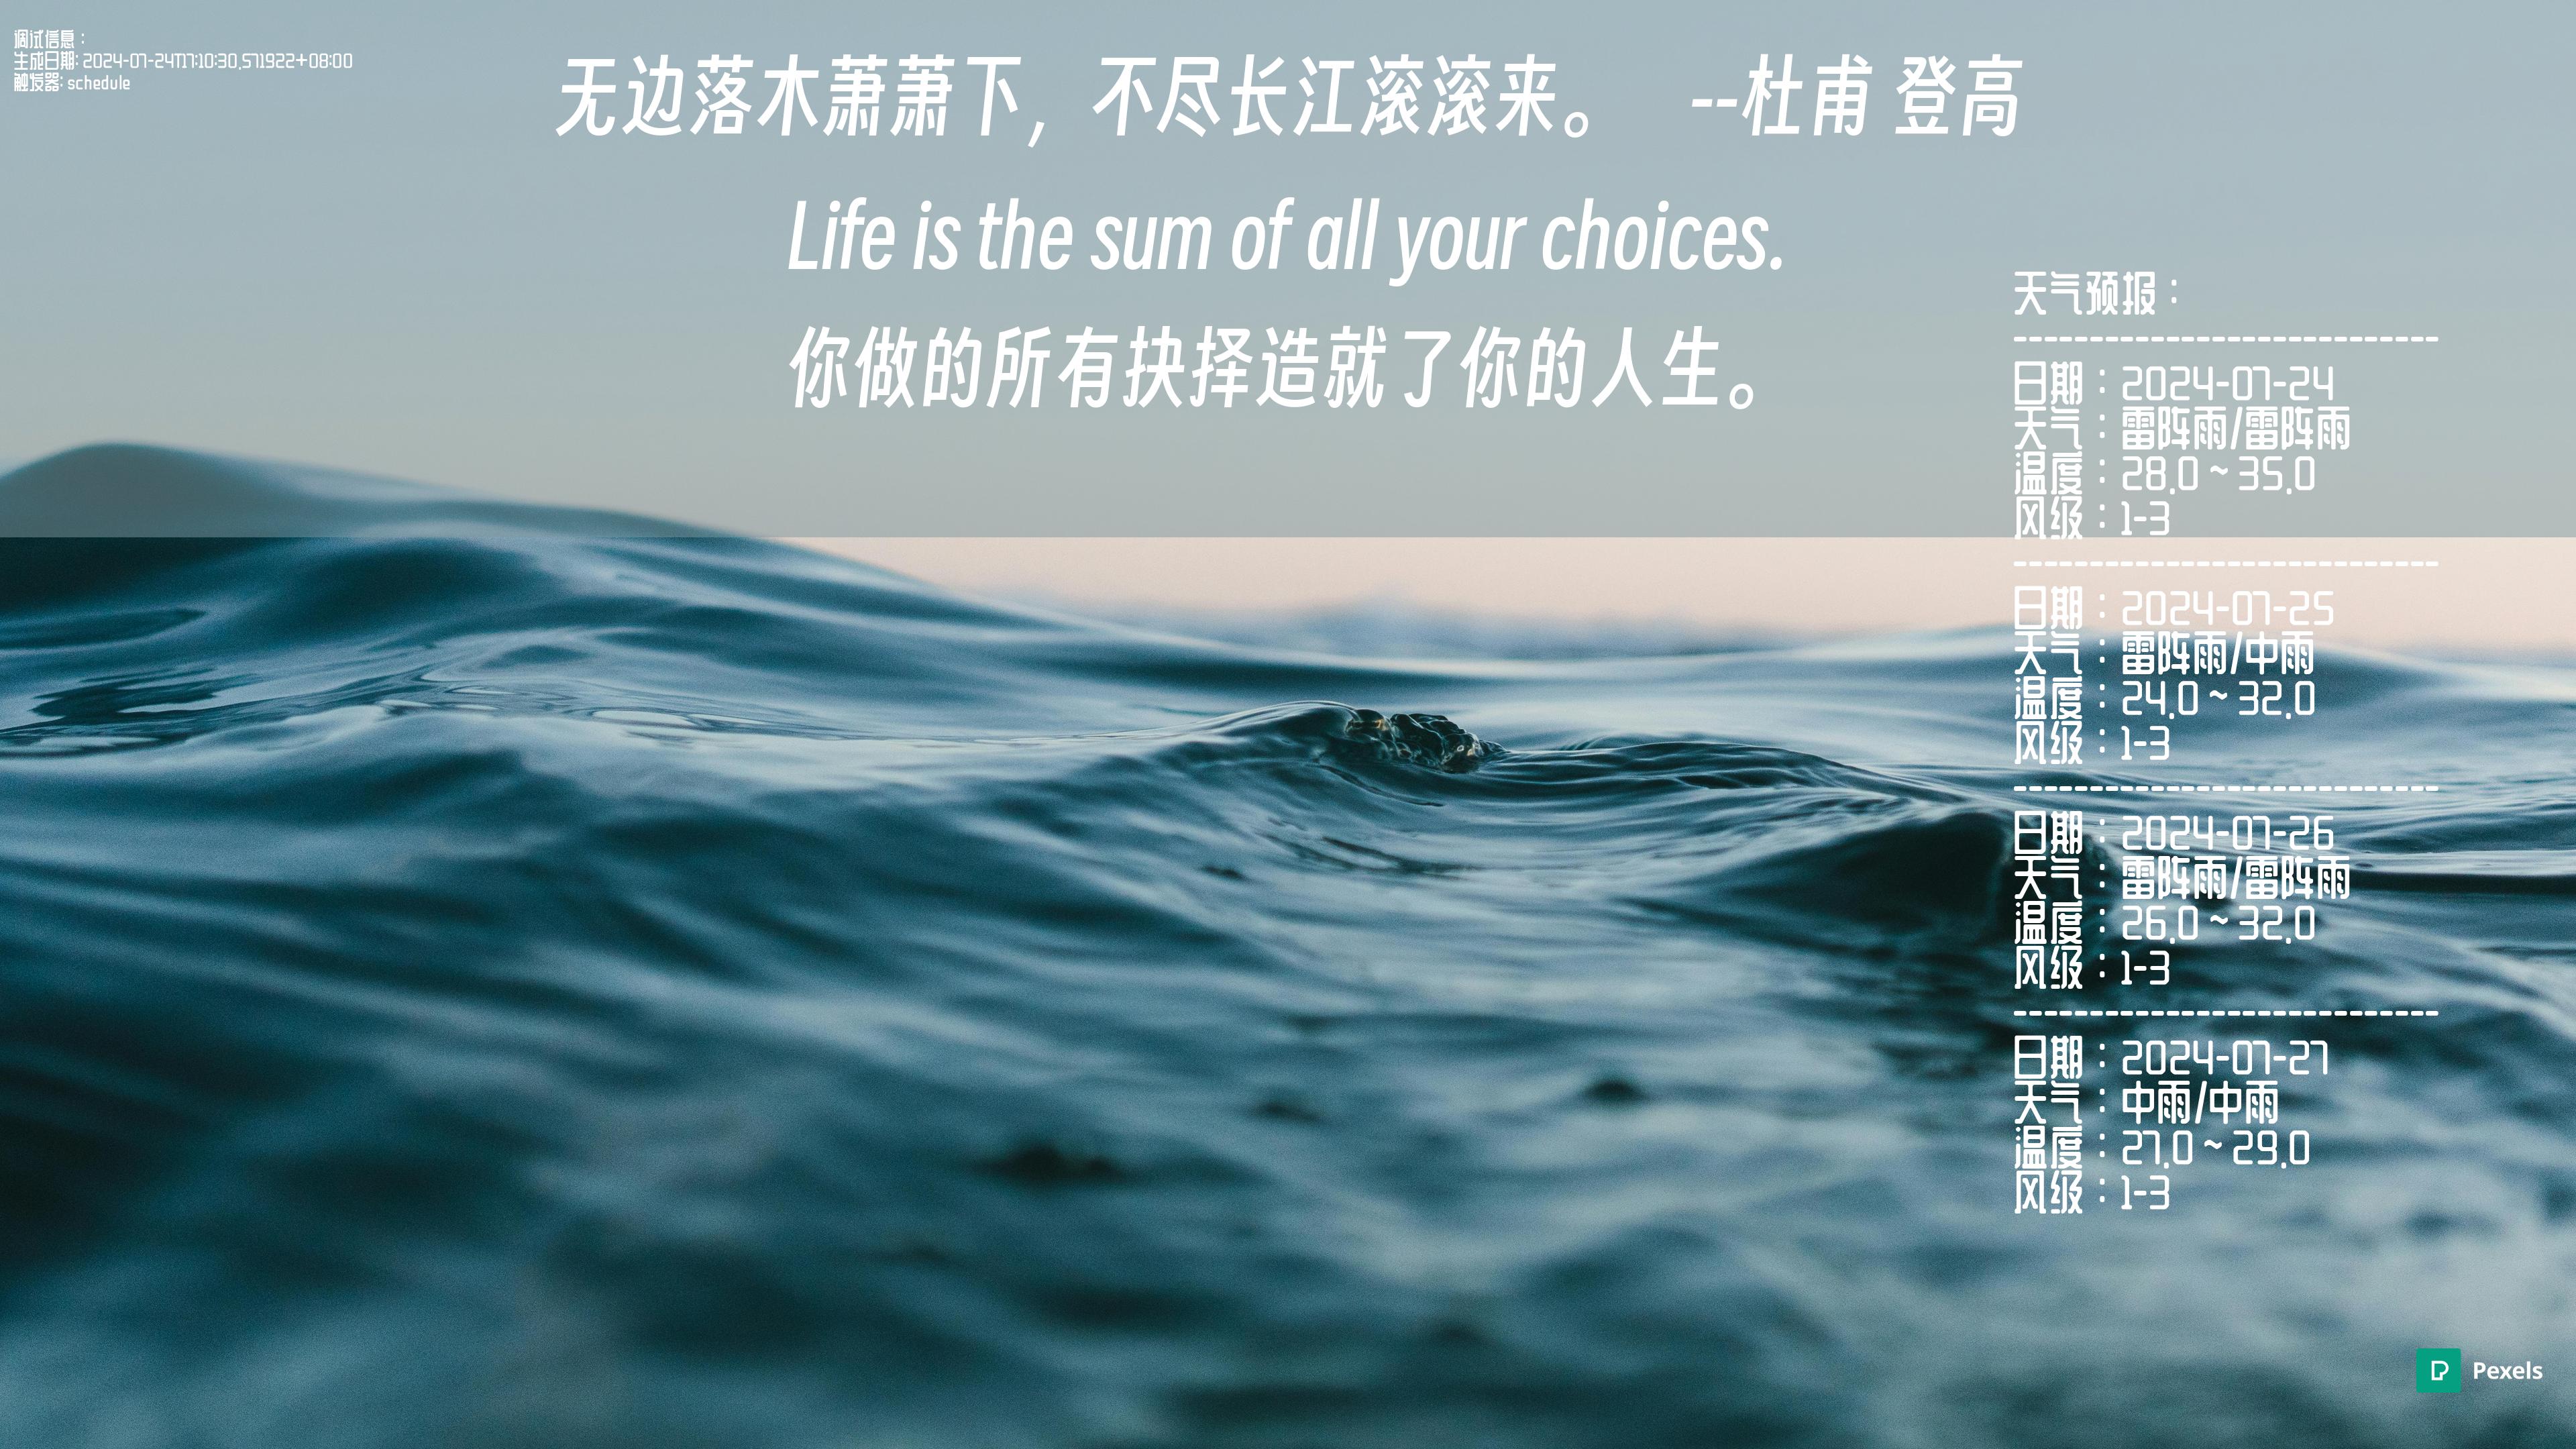 调试信息：
生成日期: 2024-07-24T17:10:30.571922+08:00
触发器: schedule
无边落木萧萧下，不尽长江滚滚来。 --杜甫 登高
Life is the sum of all your choices.
你做的所有抉择造就了你的人生。
天气预报：
----------------------------
日期：2024-07-24
天气：雷阵雨/雷阵雨
温度：28.0 ~ 35.0
风级：1-3
----------------------------
日期：2024-07-25
天气：雷阵雨/中雨
温度：24.0 ~ 32.0
风级：1-3
----------------------------
日期：2024-07-26
天气：雷阵雨/雷阵雨
温度：26.0 ~ 32.0
风级：1-3
----------------------------
日期：2024-07-27
天气：中雨/中雨
温度：27.0 ~ 29.0
风级：1-3
Pexels